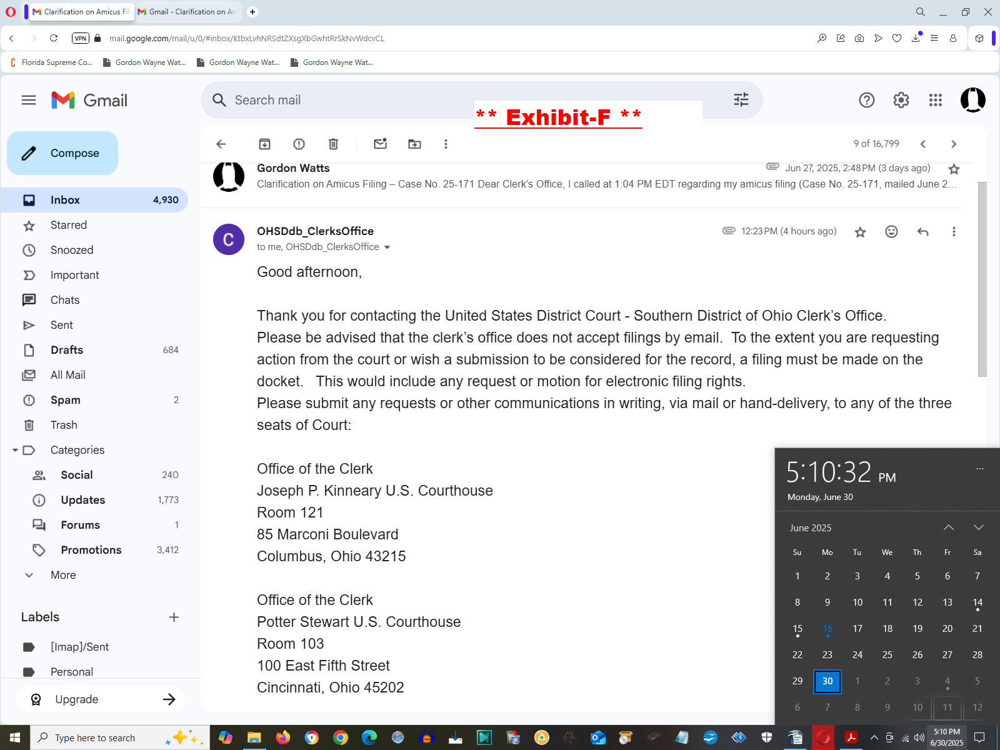 Clarification on Amicus Fil
Gmail - Clarification on Am
VPN
mail.google.com/mail/u/0/#inbox/KtbxLvhNRSdtZXsgXbGwhtRrSkNvWdcvCL
Florida Supreme Co...
Gordon Wayne Wat...
Gordon Wayne Wat...
Gordon Wayne Wat...
Gmail
Search mail
** Exhibit-F **
Compose
9 of 16,799
Inbox 4,930
Starred
Snoozed
Important
Chats
Sent
Drafts 684
All Mail
Spam 2
Trash
Categories
Social 240
Updates 1,773
Forums 1
Promotions 3,412
More
Labels
[Imap]/Sent
Personal
Upgrade
Gordon Watts
Jun 27, 2025, 2:48 PM (3 days ago)
Clarification on Amicus Filing – Case No. 25-171 Dear Clerk’s Office, I called at 1:04 PM EDT regarding my amicus filing (Case No. 25-171, mailed June 2…
C
OHSDdb_ClerksOffice
12:23 PM (4 hours ago)
to me, OHSDdb_ClerksOffice
Good afternoon,
Thank you for contacting the United States District Court - Southern District of Ohio Clerk’s Office.
Please be advised that the clerk’s office does not accept filings by email.  To the extent you are requesting
action from the court or wish a submission to be considered for the record, a filing must be made on the
docket.   This would include any request or motion for electronic filing rights.
Please submit any requests or other communications in writing, via mail or hand-delivery, to any of the three
seats of Court:
Office of the Clerk
Joseph P. Kinneary U.S. Courthouse
Room 121
85 Marconi Boulevard
Columbus, Ohio 43215
Office of the Clerk
Potter Stewart U.S. Courthouse
Room 103
100 East Fifth Street
Cincinnati, Ohio 45202
5:10:32 PM
Monday, June 30
June 2025
Su Mo Tu We Th Fr Sa
1 2 3 4 5 6 7
8 9 10 11 12 13 14
15 16 17 18 19 20 21
22 23 24 25 26 27 28
29 30 1 2 3 4 5
6 7 8 9 10 11 12
Type here to search
5:10 PM
6/30/2025